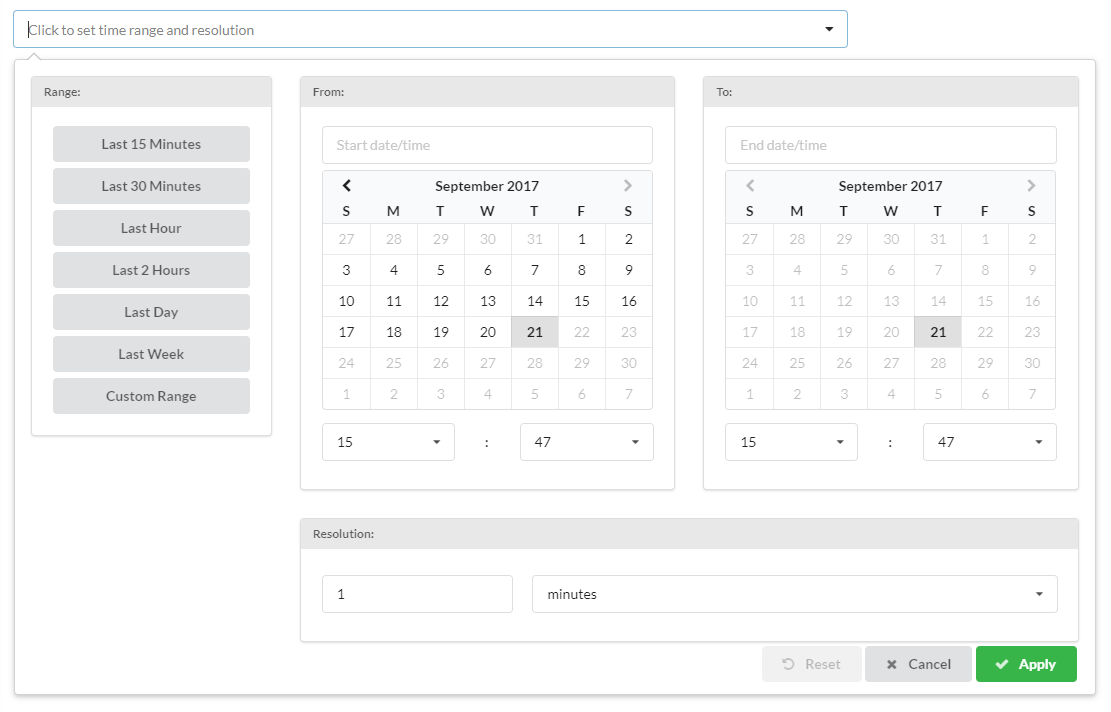 Click to set time range and resolution
Range:
Last 15 Minutes
Last 30 Minutes
Last Hour
Last 2 Hours
Last Day
Last Week
Custom Range
From:
Start date/time
September 2017
S M T W T F S
27 28 29 30 31 1 2
3 4 5 6 7 8 9
10 11 12 13 14 15 16
17 18 19 20 21 22 23
24 25 26 27 28 29 30
1 2 3 4 5 6 7
15 : 47
To:
End date/time
September 2017
S M T W T F S
27 28 29 30 31 1 2
3 4 5 6 7 8 9
10 11 12 13 14 15 16
17 18 19 20 21 22 23
24 25 26 27 28 29 30
1 2 3 4 5 6 7
15 : 47
Resolution:
1 minutes
Reset Cancel Apply